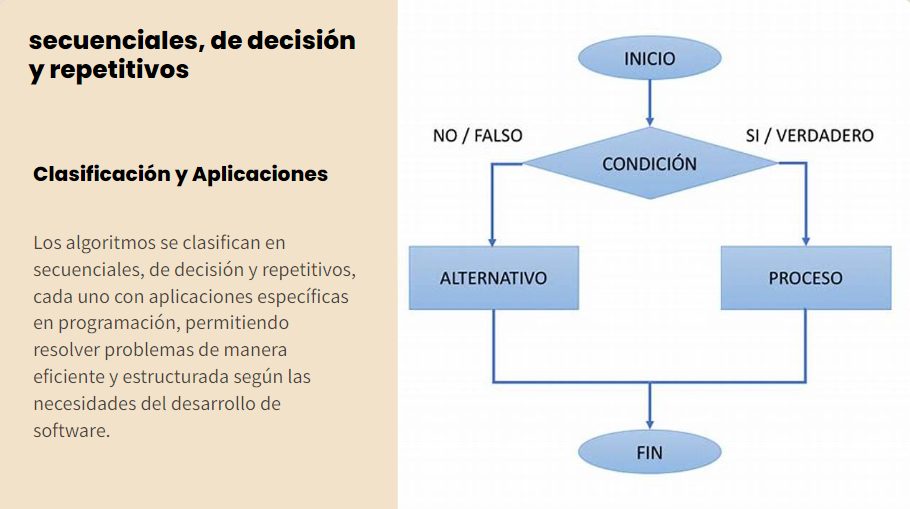 secuenciales, de decisión
y repetitivos
Clasificación y Aplicaciones
Los algoritmos se clasifican en
secuenciales, de decisión y repetitivos,
cada uno con aplicaciones específicas
en programación, permitiendo
resolver problemas de manera
eficiente y estructurada según las
necesidades del desarrollo de
software.
INICIO
NO / FALSO
SI / VERDADERO
CONDICIÓN
ALTERNATIVO
PROCESO
FIN